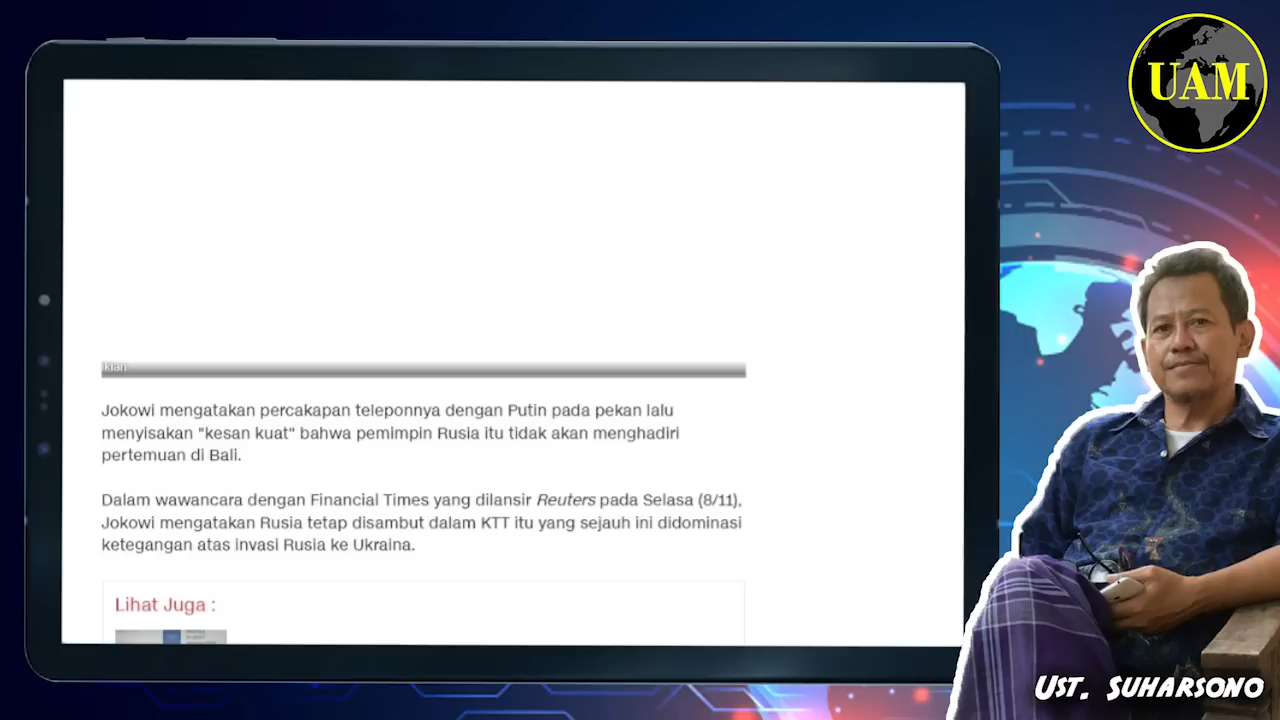 UAM
klan
Jokowi mengatakan percakapan teleponnya dengan Putin pada pekan lalu
menyisakan "kesan kuat" bahwa pemimpin Rusia itu tidak akan menghadiri
pertemuan di Bali.
Dalam wawancara dengan Financial Times yang dilansir Reuters pada Selasa (8/11),
Jokowi mengatakan Rusia tetap disambut dalam KTT itu yang sejauh ini didominasi
ketegangan atas invasi Rusia ke Ukraina.
Lihat Juga :
UST. SUHARSONO